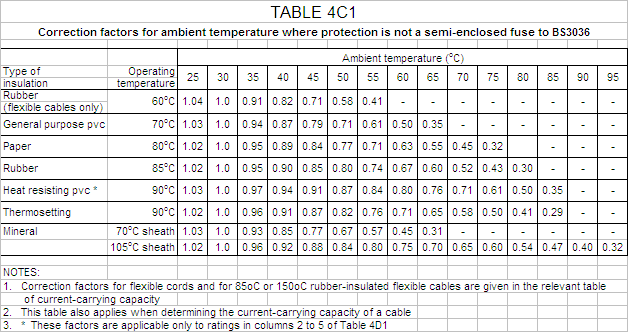 TABLE 4C1
Correction factors for ambient temperature where protection is not a semi-enclosed fuse to BS3036
Ambient temperature (°C)
Type of insulation Operating temperature 25 30 35 40 45 50 55 60 65 70 75 80 85 90 95
Rubber (flexible cables only) 60°C 1.04 1.0 0.91 0.82 0.71 0.58 0.41 - - - - - - - -
General purpose pvc 70°C 1.03 1.0 0.94 0.87 0.79 0.71 0.61 0.50 0.35 - - - - - -
Paper 80°C 1.02 1.0 0.95 0.89 0.84 0.77 0.71 0.63 0.55 0.45 0.32 - - - -
Rubber 85°C 1.02 1.0 0.95 0.90 0.85 0.80 0.74 0.67 0.60 0.52 0.43 0.30 - - -
Heat resisting pvc * 90°C 1.03 1.0 0.97 0.94 0.91 0.87 0.84 0.80 0.76 0.71 0.61 0.50 0.35 - -
Thermosetting 90°C 1.02 1.0 0.96 0.91 0.87 0.82 0.76 0.71 0.65 0.58 0.50 0.41 0.29 - -
Mineral 70°C sheath 1.03 1.0 0.93 0.85 0.77 0.67 0.57 0.45 0.31 - - - - - -
105°C sheath 1.02 1.0 0.96 0.92 0.88 0.84 0.80 0.75 0.70 0.65 0.60 0.54 0.47 0.40 0.32
NOTES:
1. Correction factors for flexible cords and for 85oC or 150oC rubber-insulated flexible cables are given in the relevant table
of current-carrying capacity
2. This table also applies when determining the current-carrying capacity of a cable
3. * These factors are applicable only to ratings in columns 2 to 5 of Table 4D1